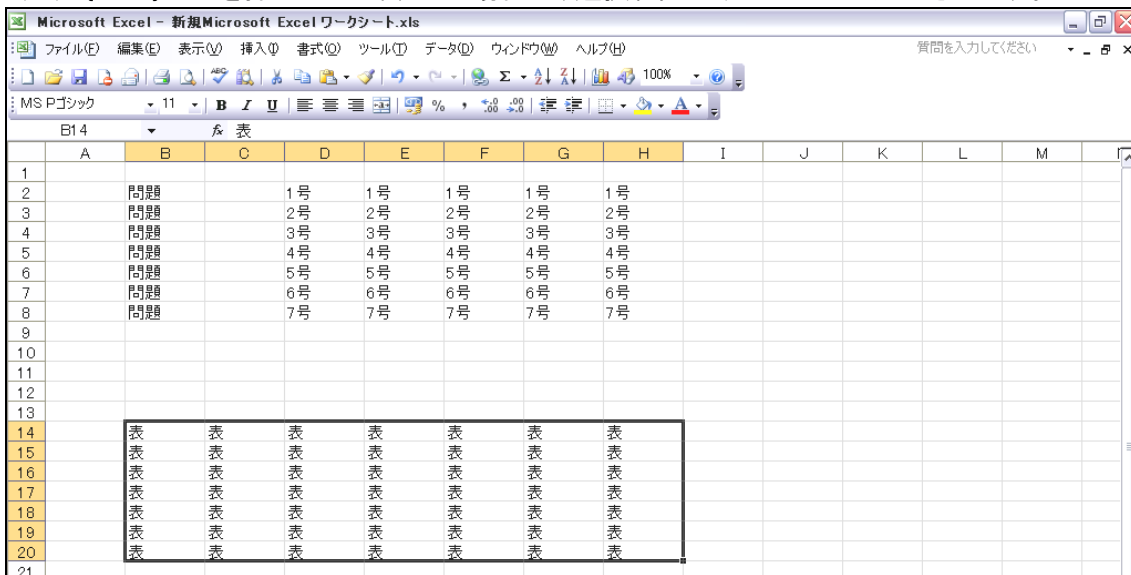 Microsoft Excel - 新規Microsoft Excel ワークシート.xls
ファイル(F) 編集(E) 表示(V) 挿入(I) 書式(O) ツール(T) データ(D) ウィンドウ(W) ヘルプ(H) 質問を入力してください
100%
MS Pゴシック 11 B I U
B14 fx 表
A B C D E F G H I J K L M
1
2 問題 1号 1号 1号 1号 1号
3 問題 2号 2号 2号 2号 2号
4 問題 3号 3号 3号 3号 3号
5 問題 4号 4号 4号 4号 4号
6 問題 5号 5号 5号 5号 5号
7 問題 6号 6号 6号 6号 6号
8 問題 7号 7号 7号 7号 7号
9
10
11
12
13
14 表 表 表 表 表 表 表
15 表 表 表 表 表 表 表
16 表 表 表 表 表 表 表
17 表 表 表 表 表 表 表
18 表 表 表 表 表 表 表
19 表 表 表 表 表 表 表
20 表 表 表 表 表 表 表
21